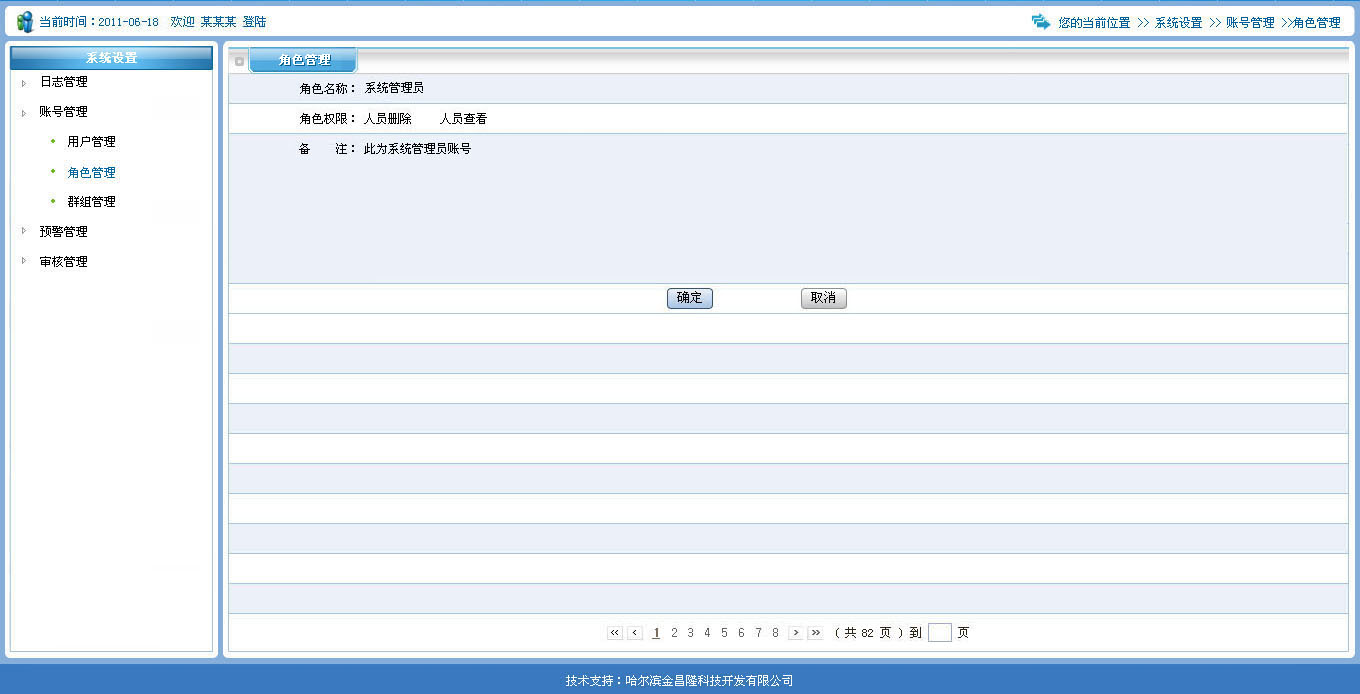 当前时间：2011-06-18 欢迎 某某某 登陆
您的当前位置 >> 系统设置 >> 账号管理 >>角色管理
系统设置
日志管理
账号管理
用户管理
角色管理
群组管理
预警管理
审核管理
角色管理
角色名称： 系统管理员
角色权限： 人员删除 人员查看
备 注： 此为系统管理员账号
确定 取消
‹‹ ‹ 1 2 3 4 5 6 7 8 › ›› （ 共 82 页 ）到 页
技术支持：哈尔滨金昌隆科技开发有限公司